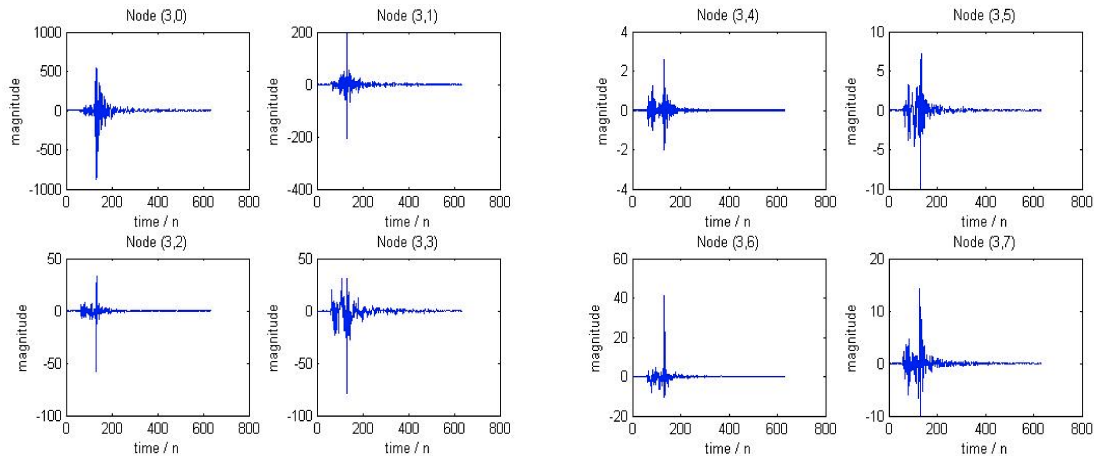 Node (3,0)
1000
500
0
-500
-1000
magnitude
0 200 400 600 800
time / n
Node (3,1)
200
0
-200
-400
magnitude
0 200 400 600 800
time / n
Node (3,4)
4
2
0
-2
-4
magnitude
0 200 400 600 800
time / n
Node (3,5)
10
5
0
-5
-10
magnitude
0 200 400 600 800
time / n
Node (3,2)
50
0
-50
-100
magnitude
0 200 400 600 800
time / n
Node (3,3)
50
0
-50
-100
magnitude
0 200 400 600 800
time / n
Node (3,6)
60
40
20
0
-20
magnitude
0 200 400 600 800
time / n
Node (3,7)
20
10
0
-10
magnitude
0 200 400 600 800
time / n